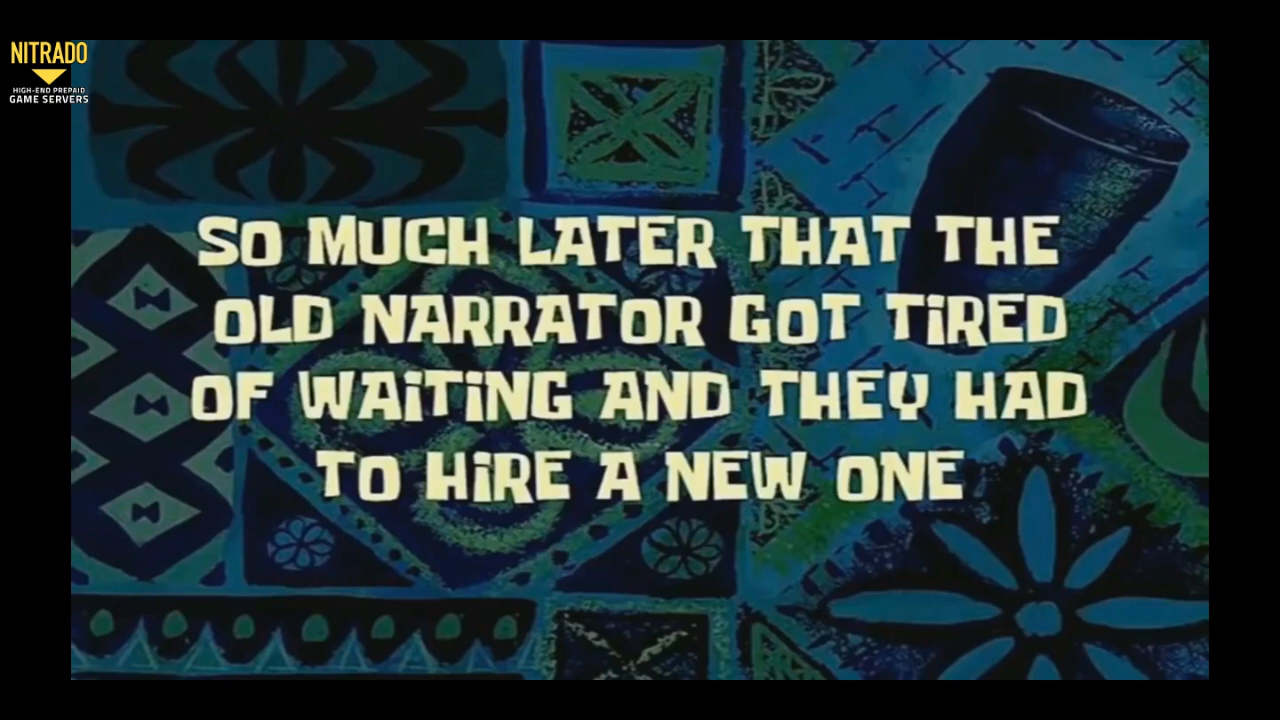 NITRADO
HIGH-END PREPAID
GAME SERVERS
SO MUCH LATER THAT THE
OLD NARRATOR GOT TiRED
OF WAiTiNG AND THEY HAD
TO HiRE A NEW ONE